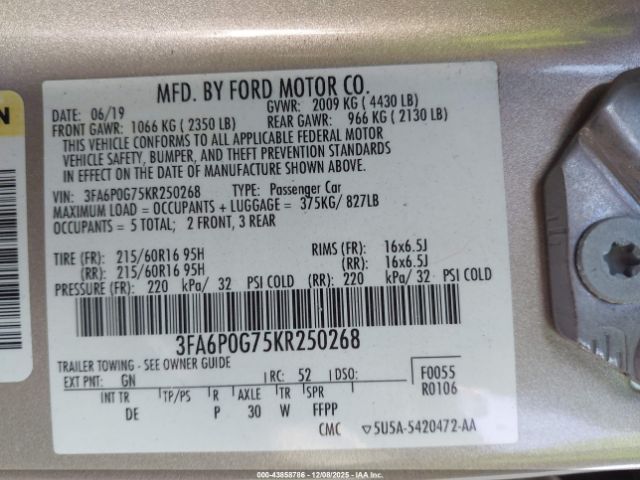 MFD. BY FORD MOTOR CO.
DATE: 06/19 GVWR: 2009 KG ( 4430 LB)
FRONT GAWR: 1066 KG ( 2350 LB) REAR GAWR: 966 KG ( 2130 LB)
THIS VEHICLE CONFORMS TO ALL APPLICABLE FEDERAL MOTOR
VEHICLE SAFETY, BUMPER, AND THEFT PREVENTION STANDARDS
IN EFFECT ON THE DATE OF MANUFACTURE SHOWN ABOVE.
VIN: 3FA6P0G75KR250268 TYPE: Passenger Car
MAXIMUM LOAD = OCCUPANTS + LUGGAGE = 375KG/ 827LB
OCCUPANTS = 5 TOTAL; 2 FRONT, 3 REAR
TIRE (FR): 215/60R16 95H RIMS (FR): 16x6.5J
(RR): 215/60R16 95H (RR): 16x6.5J
PRESSURE (FR): 220 kPa/ 32 PSI COLD (RR): 220 kPa/ 32 PSI COLD
3FA6P0G75KR250268
TRAILER TOWING - SEE OWNER GUIDE
EXT PNT: GN RC: 52 DSO: F0055
R0106
INT TR TP/PS R AXLE TR SPR
DE P 30 W FFPP
CMC ▽5U5A-5420472-AA
000-43858786 - 12/08/2025 - IAAI.CA